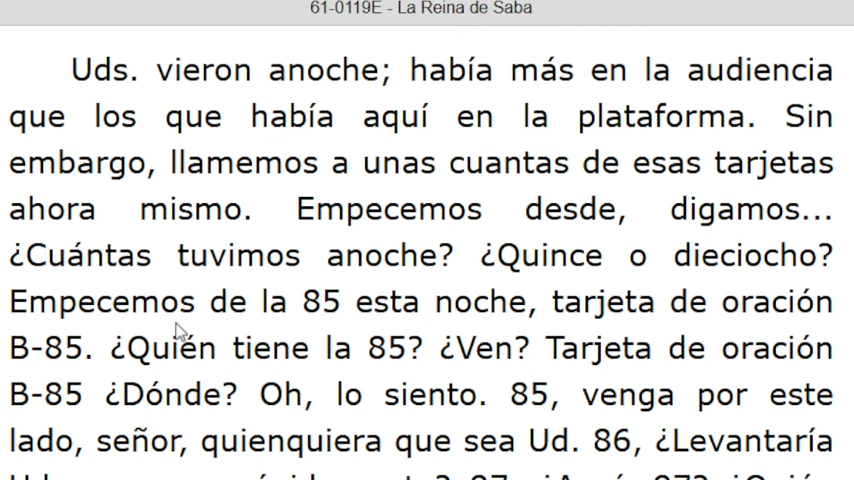 61-0119E - La Reina de Saba
Uds. vieron anoche; había más en la audiencia
que los que había aquí en la plataforma. Sin
embargo, llamemos a unas cuantas de esas tarjetas
ahora mismo. Empecemos desde, digamos...
¿Cuántas tuvimos anoche? ¿Quince o dieciocho?
Empecemos de la 85 esta noche, tarjeta de oración
B-85. ¿Quién tiene la 85? ¿Ven? Tarjeta de oración
B-85 ¿Dónde? Oh, lo siento. 85, venga por este
lado, señor, quienquiera que sea Ud. 86, ¿Levantaría